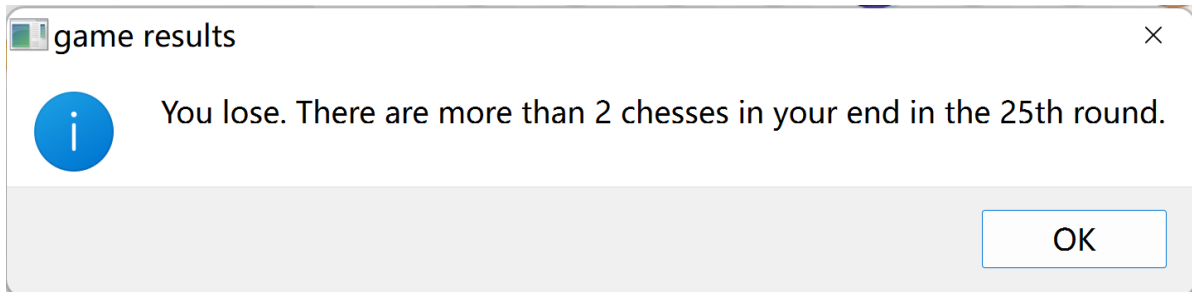 game results
You lose. There are more than 2 chesses in your end in the 25th round.
OK